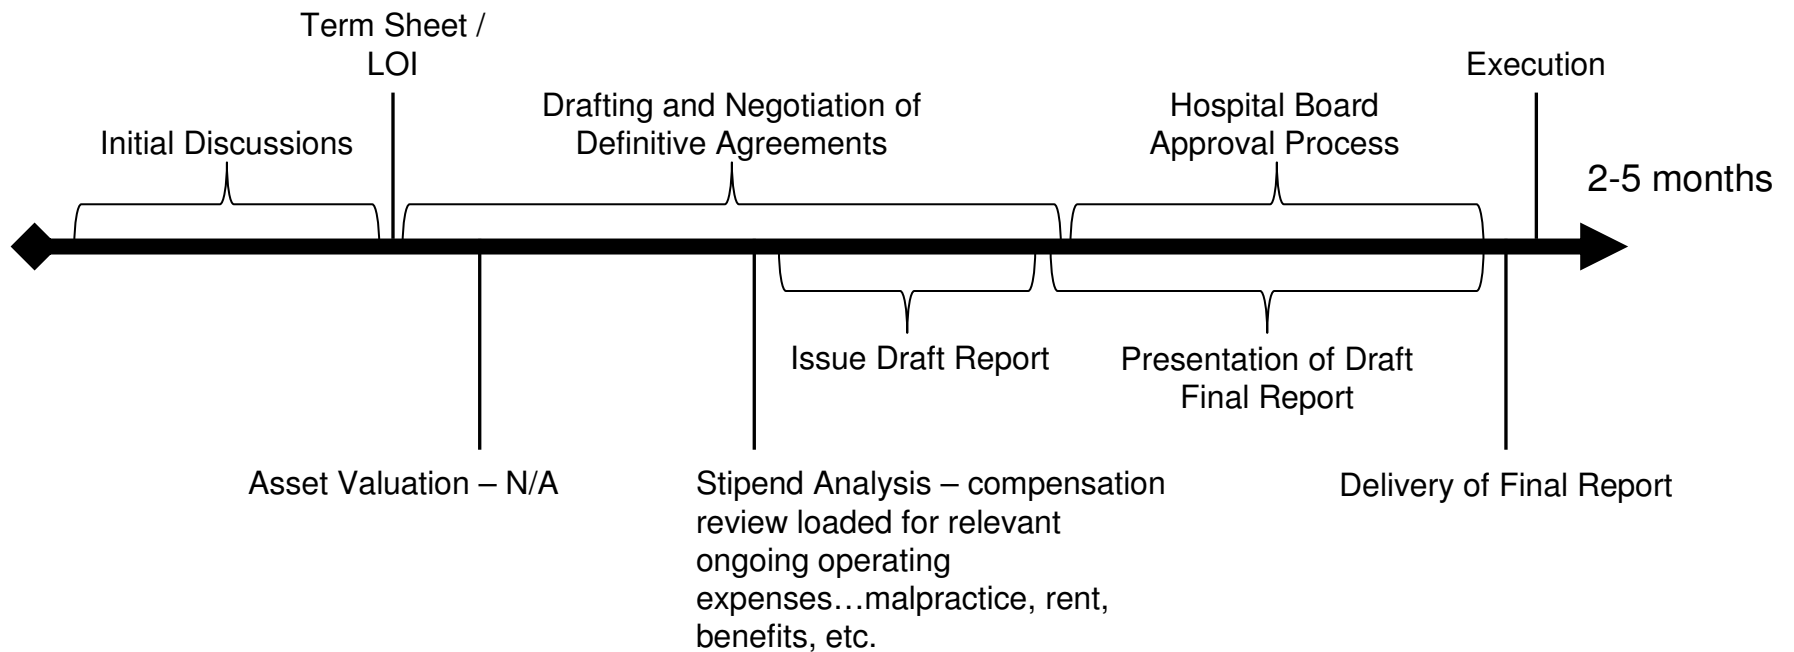 Term Sheet /
LOI
Execution
Initial Discussions
Drafting and Negotiation of
Definitive Agreements
Hospital Board
Approval Process
2-5 months
Issue Draft Report
Presentation of Draft
Final Report
Asset Valuation – N/A
Stipend Analysis – compensation
review loaded for relevant
ongoing operating
expenses…malpractice, rent,
benefits, etc.
Delivery of Final Report